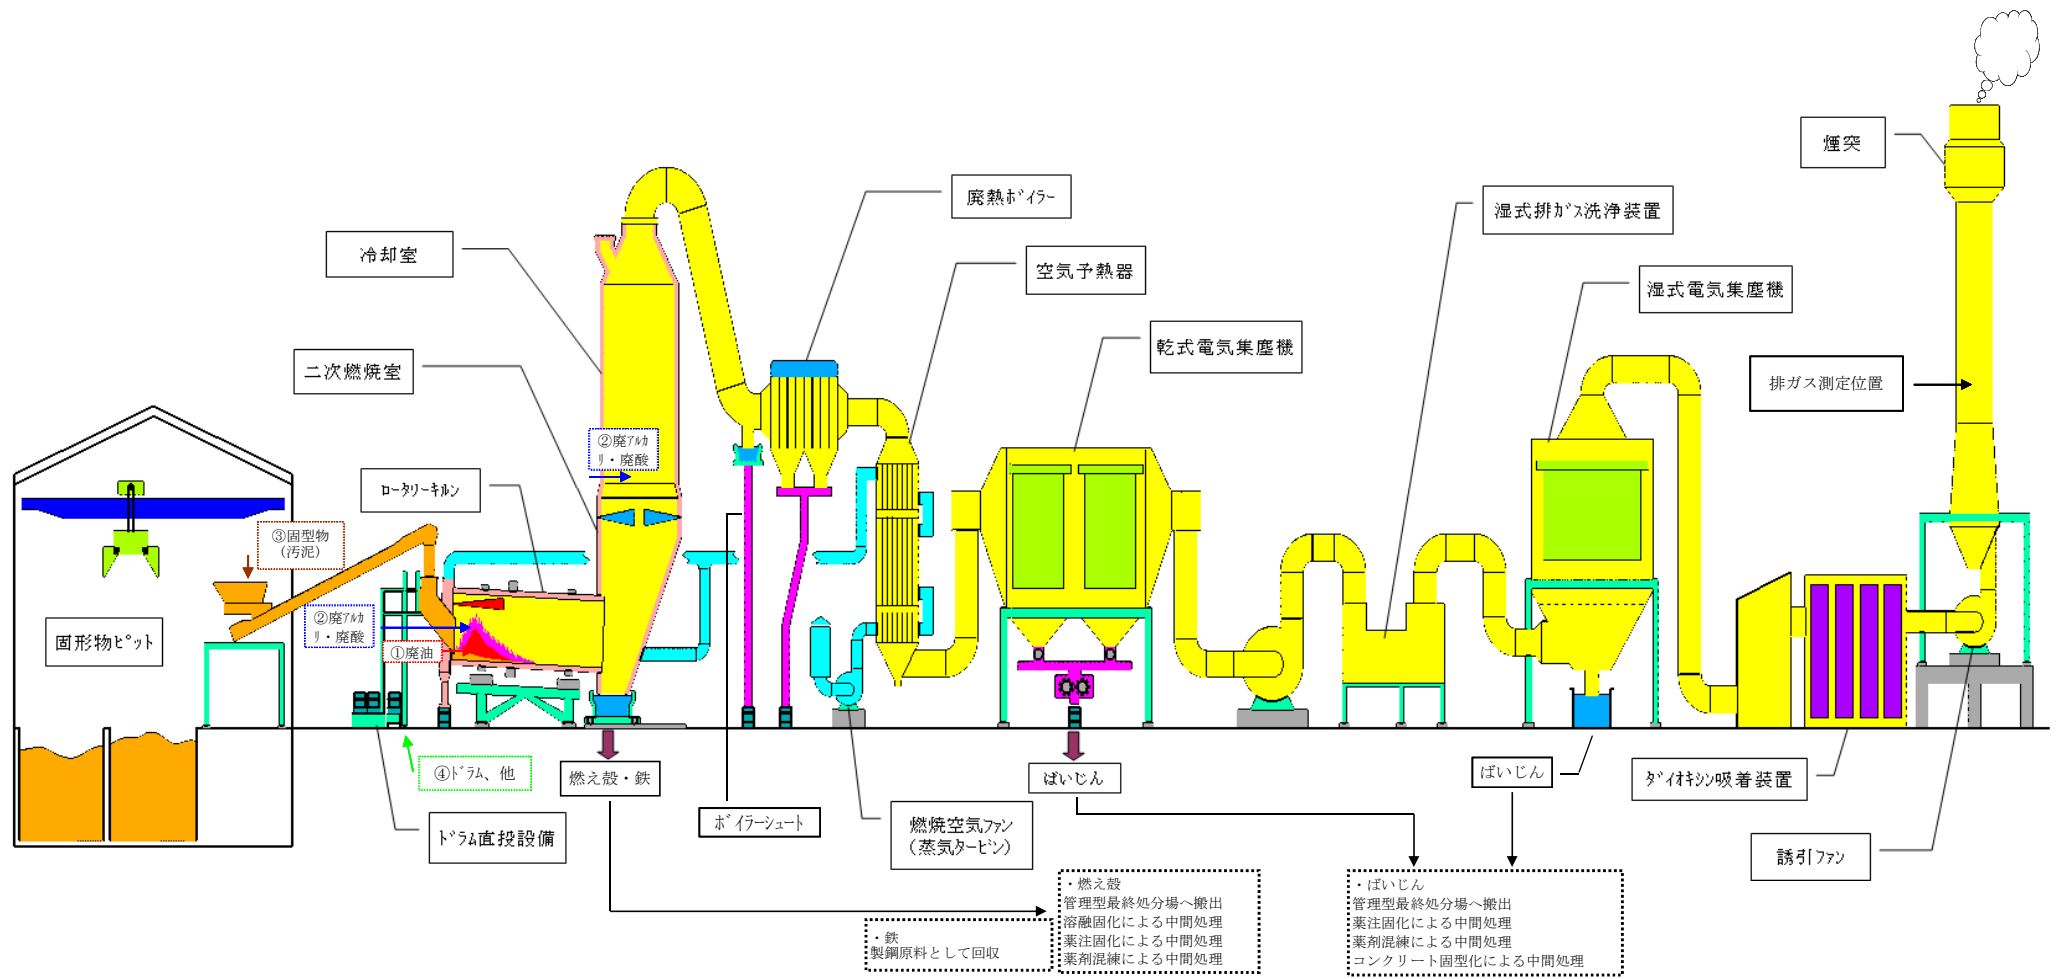 煙突
廃熱ﾎﾞｲﾗｰ
湿式排ｶﾞｽ洗浄装置
冷却室
空気予熱器
湿式電気集塵機
乾式電気集塵機
二次燃焼室
排ガス測定位置
②廃ｱﾙｶ
ﾘ・廃酸
ﾛｰﾀﾘｰｷﾙﾝ
③固型物
（汚泥）
②廃ｱﾙｶ
ﾘ・廃酸
固形物ﾋﾟｯﾄ
①廃油
④ﾄﾞﾗﾑ、他
燃え殻・鉄
ばいじん
ばいじん
ﾀﾞｲｵｷｼﾝ吸着装置
ﾎﾞｲﾗｰｼｭｰﾄ
ﾄﾞﾗﾑ直投設備
燃焼空気ﾌｧﾝ
（蒸気ﾀｰﾋﾞﾝ）
誘引ﾌｧﾝ
・燃え殻
管理型最終処分場へ搬出
溶融固化による中間処理
薬注固化による中間処理
薬剤混練による中間処理
・鉄
製鋼原料として回収
・ばいじん
管理型最終処分場へ搬出
薬注固化による中間処理
薬剤混練による中間処理
コンクリート固型化による中間処理